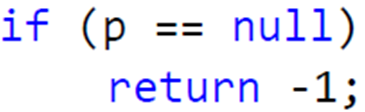 if (p == null)
    return -1;